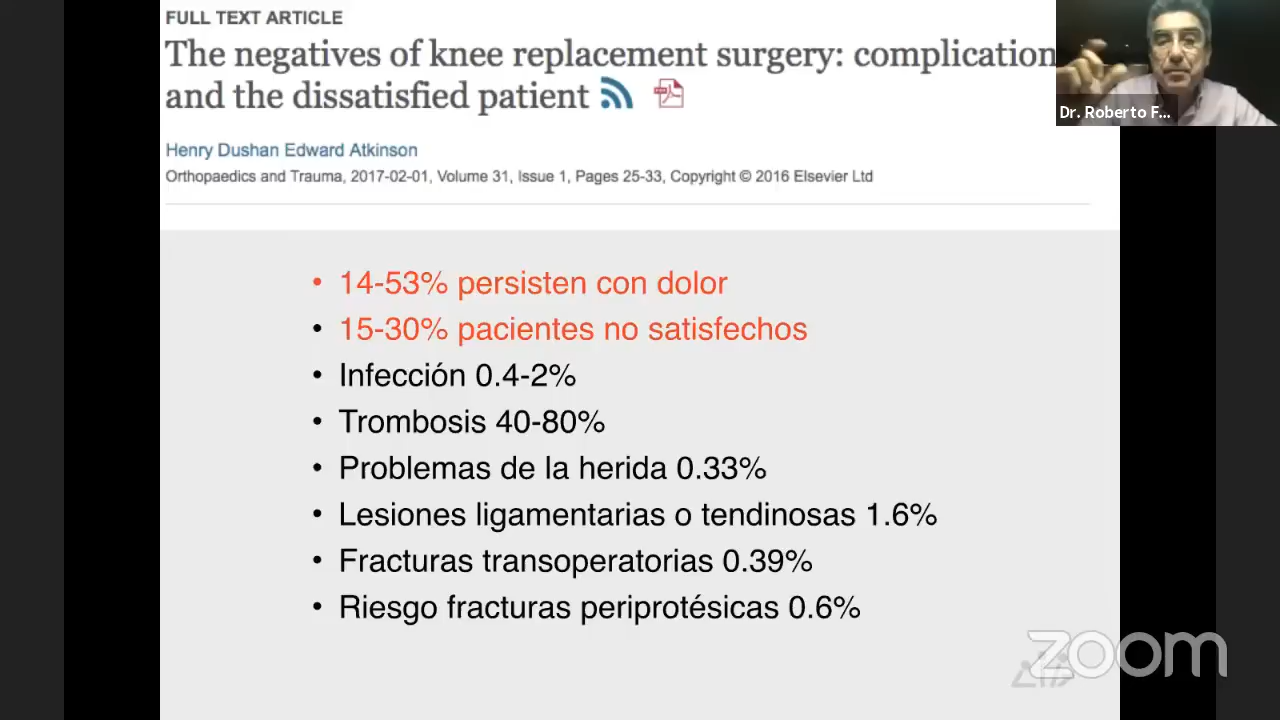 FULL TEXT ARTICLE
The negatives of knee replacement surgery: complication
and the dissatisfied patient
Henry Dushan Edward Atkinson
Orthopaedics and Trauma, 2017-02-01, Volume 31, Issue 1, Pages 25-33, Copyright © 2016 Elsevier Ltd
Dr. Roberto F...
• 14-53% persisten con dolor
• 15-30% pacientes no satisfechos
• Infección 0.4-2%
• Trombosis 40-80%
• Problemas de la herida 0.33%
• Lesiones ligamentarias o tendinosas 1.6%
• Fracturas transoperatorias 0.39%
• Riesgo fracturas periprotésicas 0.6%
zoom